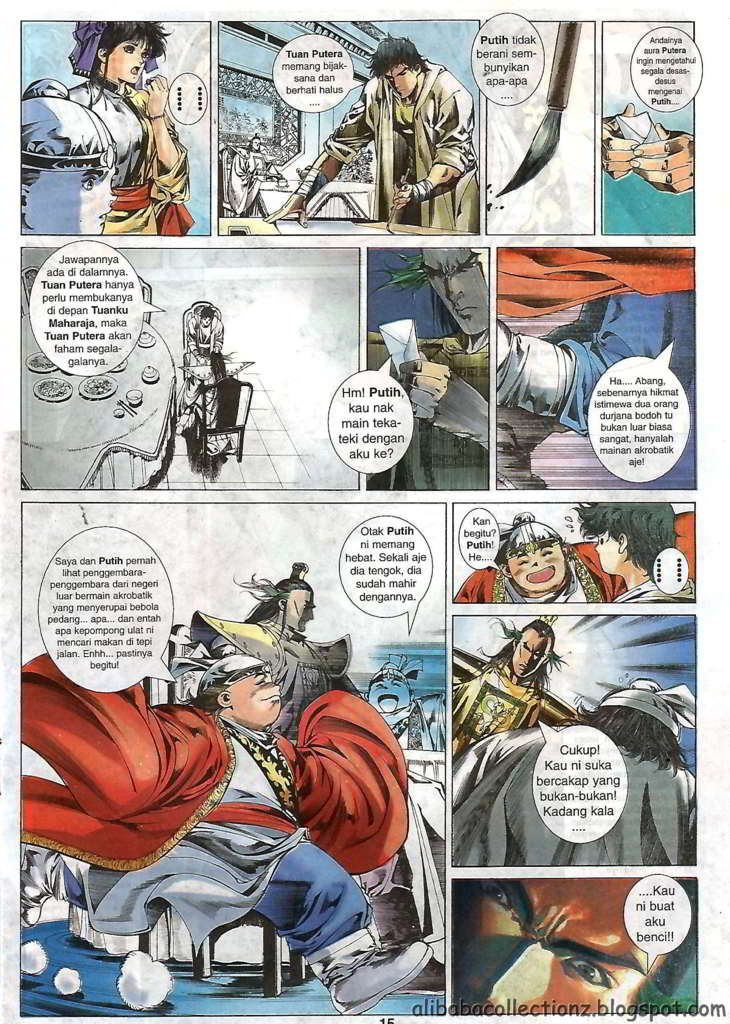 Tuan Putera
memang bijak-
sana dan
berhati halus
....
Putih tidak
berani sem-
bunyikan
apa-apa
....
Andainya
aura Putera
ingin mengetahui
segala desas-
desus
mengenai
Putih....
Jawapannya
ada di dalamnya.
Tuan Putera hanya
perlu membukanya
di depan Tuanku
Maharaja, maka
Tuan Putera akan
faham segala-
galanya.
Hm! Putih,
kau nak
main teka-
teki dengan
aku ke?
Ha.... Abang,
sebenarnya hikmat
istimewa dua orang
durjana bodoh tu
bukan luar biasa
sangat, hanyalah
mainan akrobatik
aje!
Saya dan Putih pernah
lihat penggembara-
penggembara dari negeri
luar bermain akrobatik
yang menyerupai bebola
pedang... apa... dan entah
apa kepompong ulat ni
mencari makan di tepi
jalan. Enhh... pastinya
begitu!
Otak Putih
ni memang
hebat. Sekali aje
dia tengok, dia
sudah mahir
dengannya.
Kan
begitu?
Putih!
He....
Cukup!
Kau ni suka
bercakap yang
bukan-bukan!
Kadang kala
....
....Kau
ni buat
aku
benci!!
15
alibabacollectionz.blogspot.com